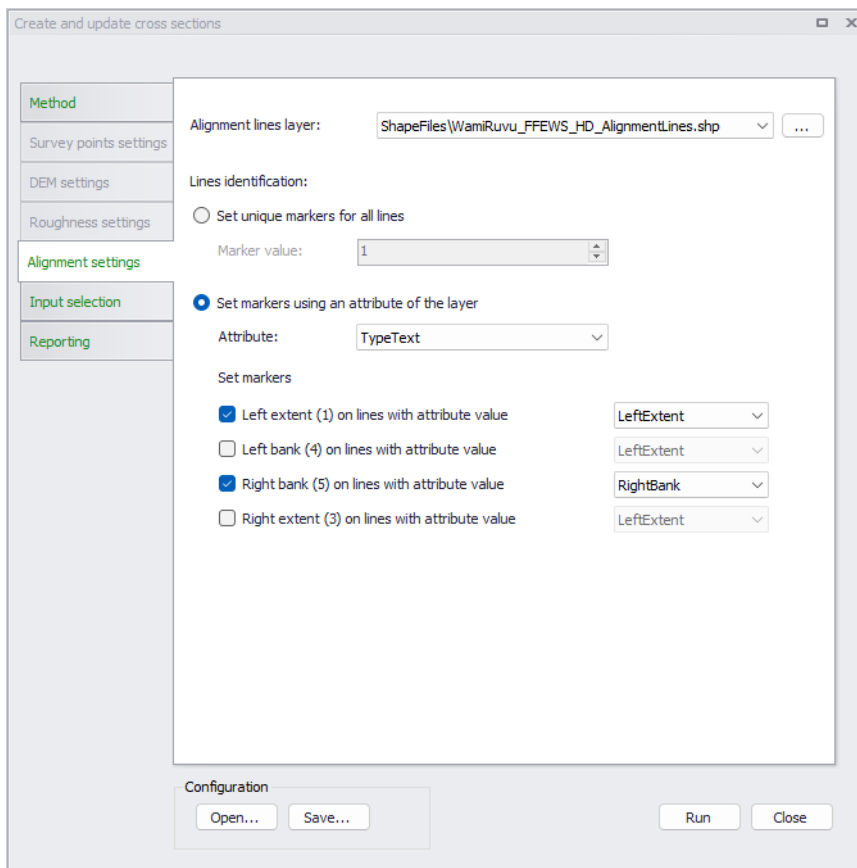 Create and update cross sections
Method
Survey points settings
DEM settings
Roughness settings
Alignment settings
Input selection
Reporting
Alignment lines layer: ShapeFiles\WamiRuvu_FFEWS_HD_AlignmentLines.shp ...
Lines identification:
Set unique markers for all lines
Marker value: 1
Set markers using an attribute of the layer
Attribute: TypeText
Set markers
Left extent (1) on lines with attribute value LeftExtent
Left bank (4) on lines with attribute value LeftExtent
Right bank (5) on lines with attribute value RightBank
Right extent (3) on lines with attribute value LeftExtent
Configuration
Open... Save... Run Close